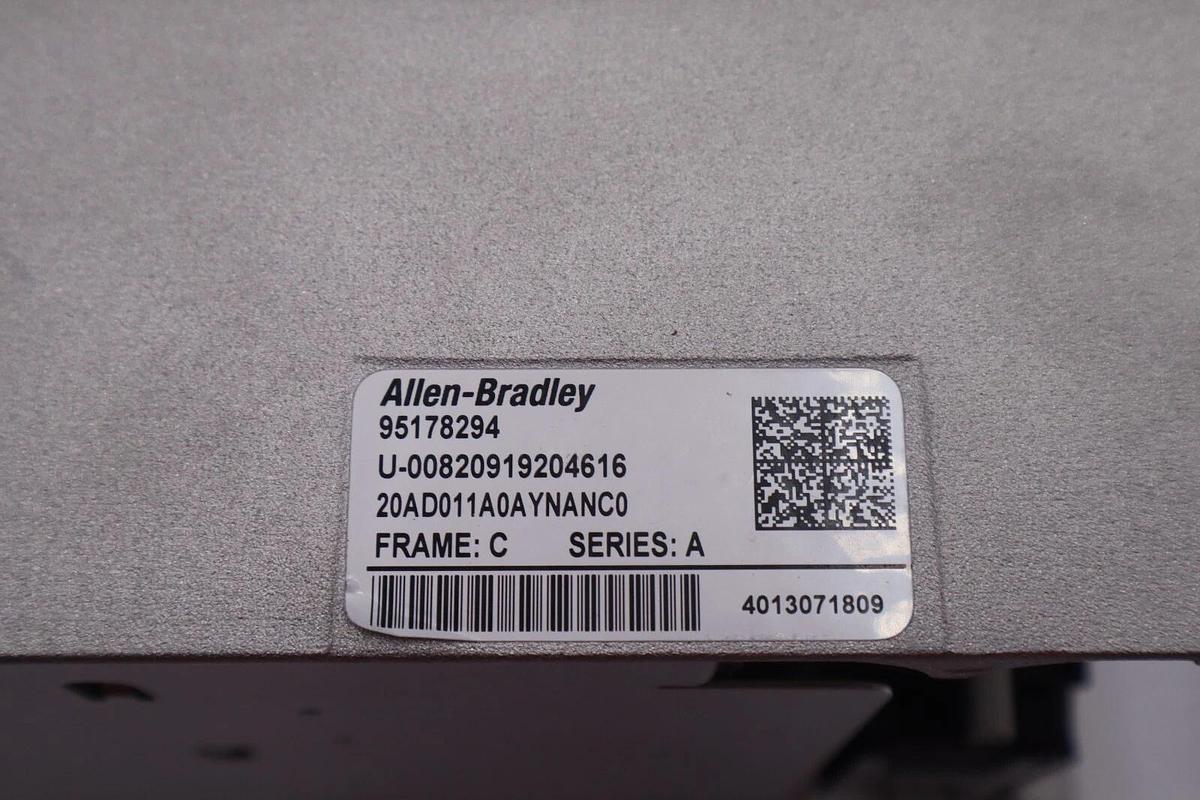 Allen-Bradley
95178294
U-00820919204616
20AD011A0AYNANC0
FRAME: C SERIES: A
4013071809